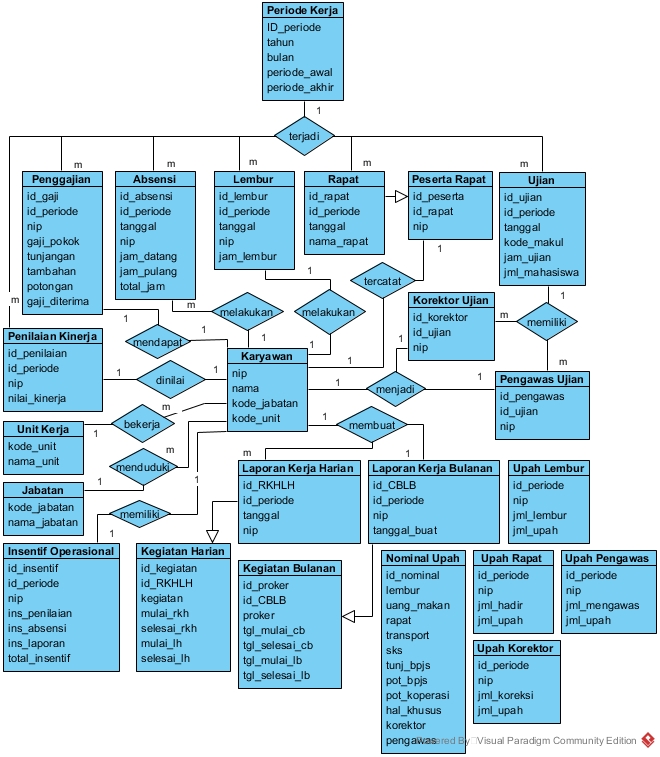 Periode Kerja
ID_periode
tahun
bulan
periode_awal
periode_akhir
1
terjadi
m
m
m
m
m
m
Penggajian
id_gaji
id_periode
nip
gaji_pokok
tunjangan
tambahan
potongan
gaji_diterima
Absensi
id_absensi
id_periode
tanggal
nip
jam_datang
jam_pulang
total_jam
Lembur
id_lembur
id_periode
tanggal
nip
jam_lembur
Rapat
id_rapat
id_periode
tanggal
nama_rapat
Peserta Rapat
id_peserta
id_rapat
nip
Ujian
id_ujian
id_periode
tanggal
kode_makul
jam_ujian
jml_mahasiswa
1
tercatat
1
1
m
melakukan
1
1
melakukan
1
1
mendapat
1
Korektor Ujian
id_korektor
id_ujian
nip
m
1
memiliki
m
Penilaian Kinerja
id_penilaian
id_periode
nip
nilai_kinerja
1
dinilai
1
Karyawan
nip
nama
kode_jabatan
kode_unit
1
1
menjadi
1
Pengawas Ujian
id_pengawas
id_ujian
nip
m
bekerja
1
Unit Kerja
kode_unit
nama_unit
m
menduduki
1
1
membuat
m
1
Jabatan
kode_jabatan
nama_jabatan
1
memiliki
1
Laporan Kerja Harian
id_RKHLH
id_periode
tanggal
nip
Laporan Kerja Bulanan
id_CBLB
id_periode
nip
tanggal_buat
Upah Lembur
id_periode
nip
jml_lembur
jml_upah
Insentif Operasional
id_insentif
id_periode
nip
ins_penilaian
ins_absensi
ins_laporan
total_insentif
Kegiatan Harian
id_kegiatan
id_RKHLH
kegiatan
mulai_rkh
selesai_rkh
mulai_lh
selesai_lh
Kegiatan Bulanan
id_proker
id_CBLB
proker
tgl_mulai_cb
tgl_selesai_cb
tgl_mulai_lb
tgl_selesai_lb
Nominal Upah
id_nominal
lembur
uang_makan
rapat
transport
sks
tunj_bpjs
pot_bpjs
pot_koperasi
hal_khusus
korektor
pengawas
Upah Rapat
id_periode
nip
jml_hadir
jml_upah
Upah Pengawas
id_periode
nip
jml_mengawas
jml_upah
Upah Korektor
id_periode
nip
jml_koreksi
jml_upah
Powered By Visual Paradigm Community Edition